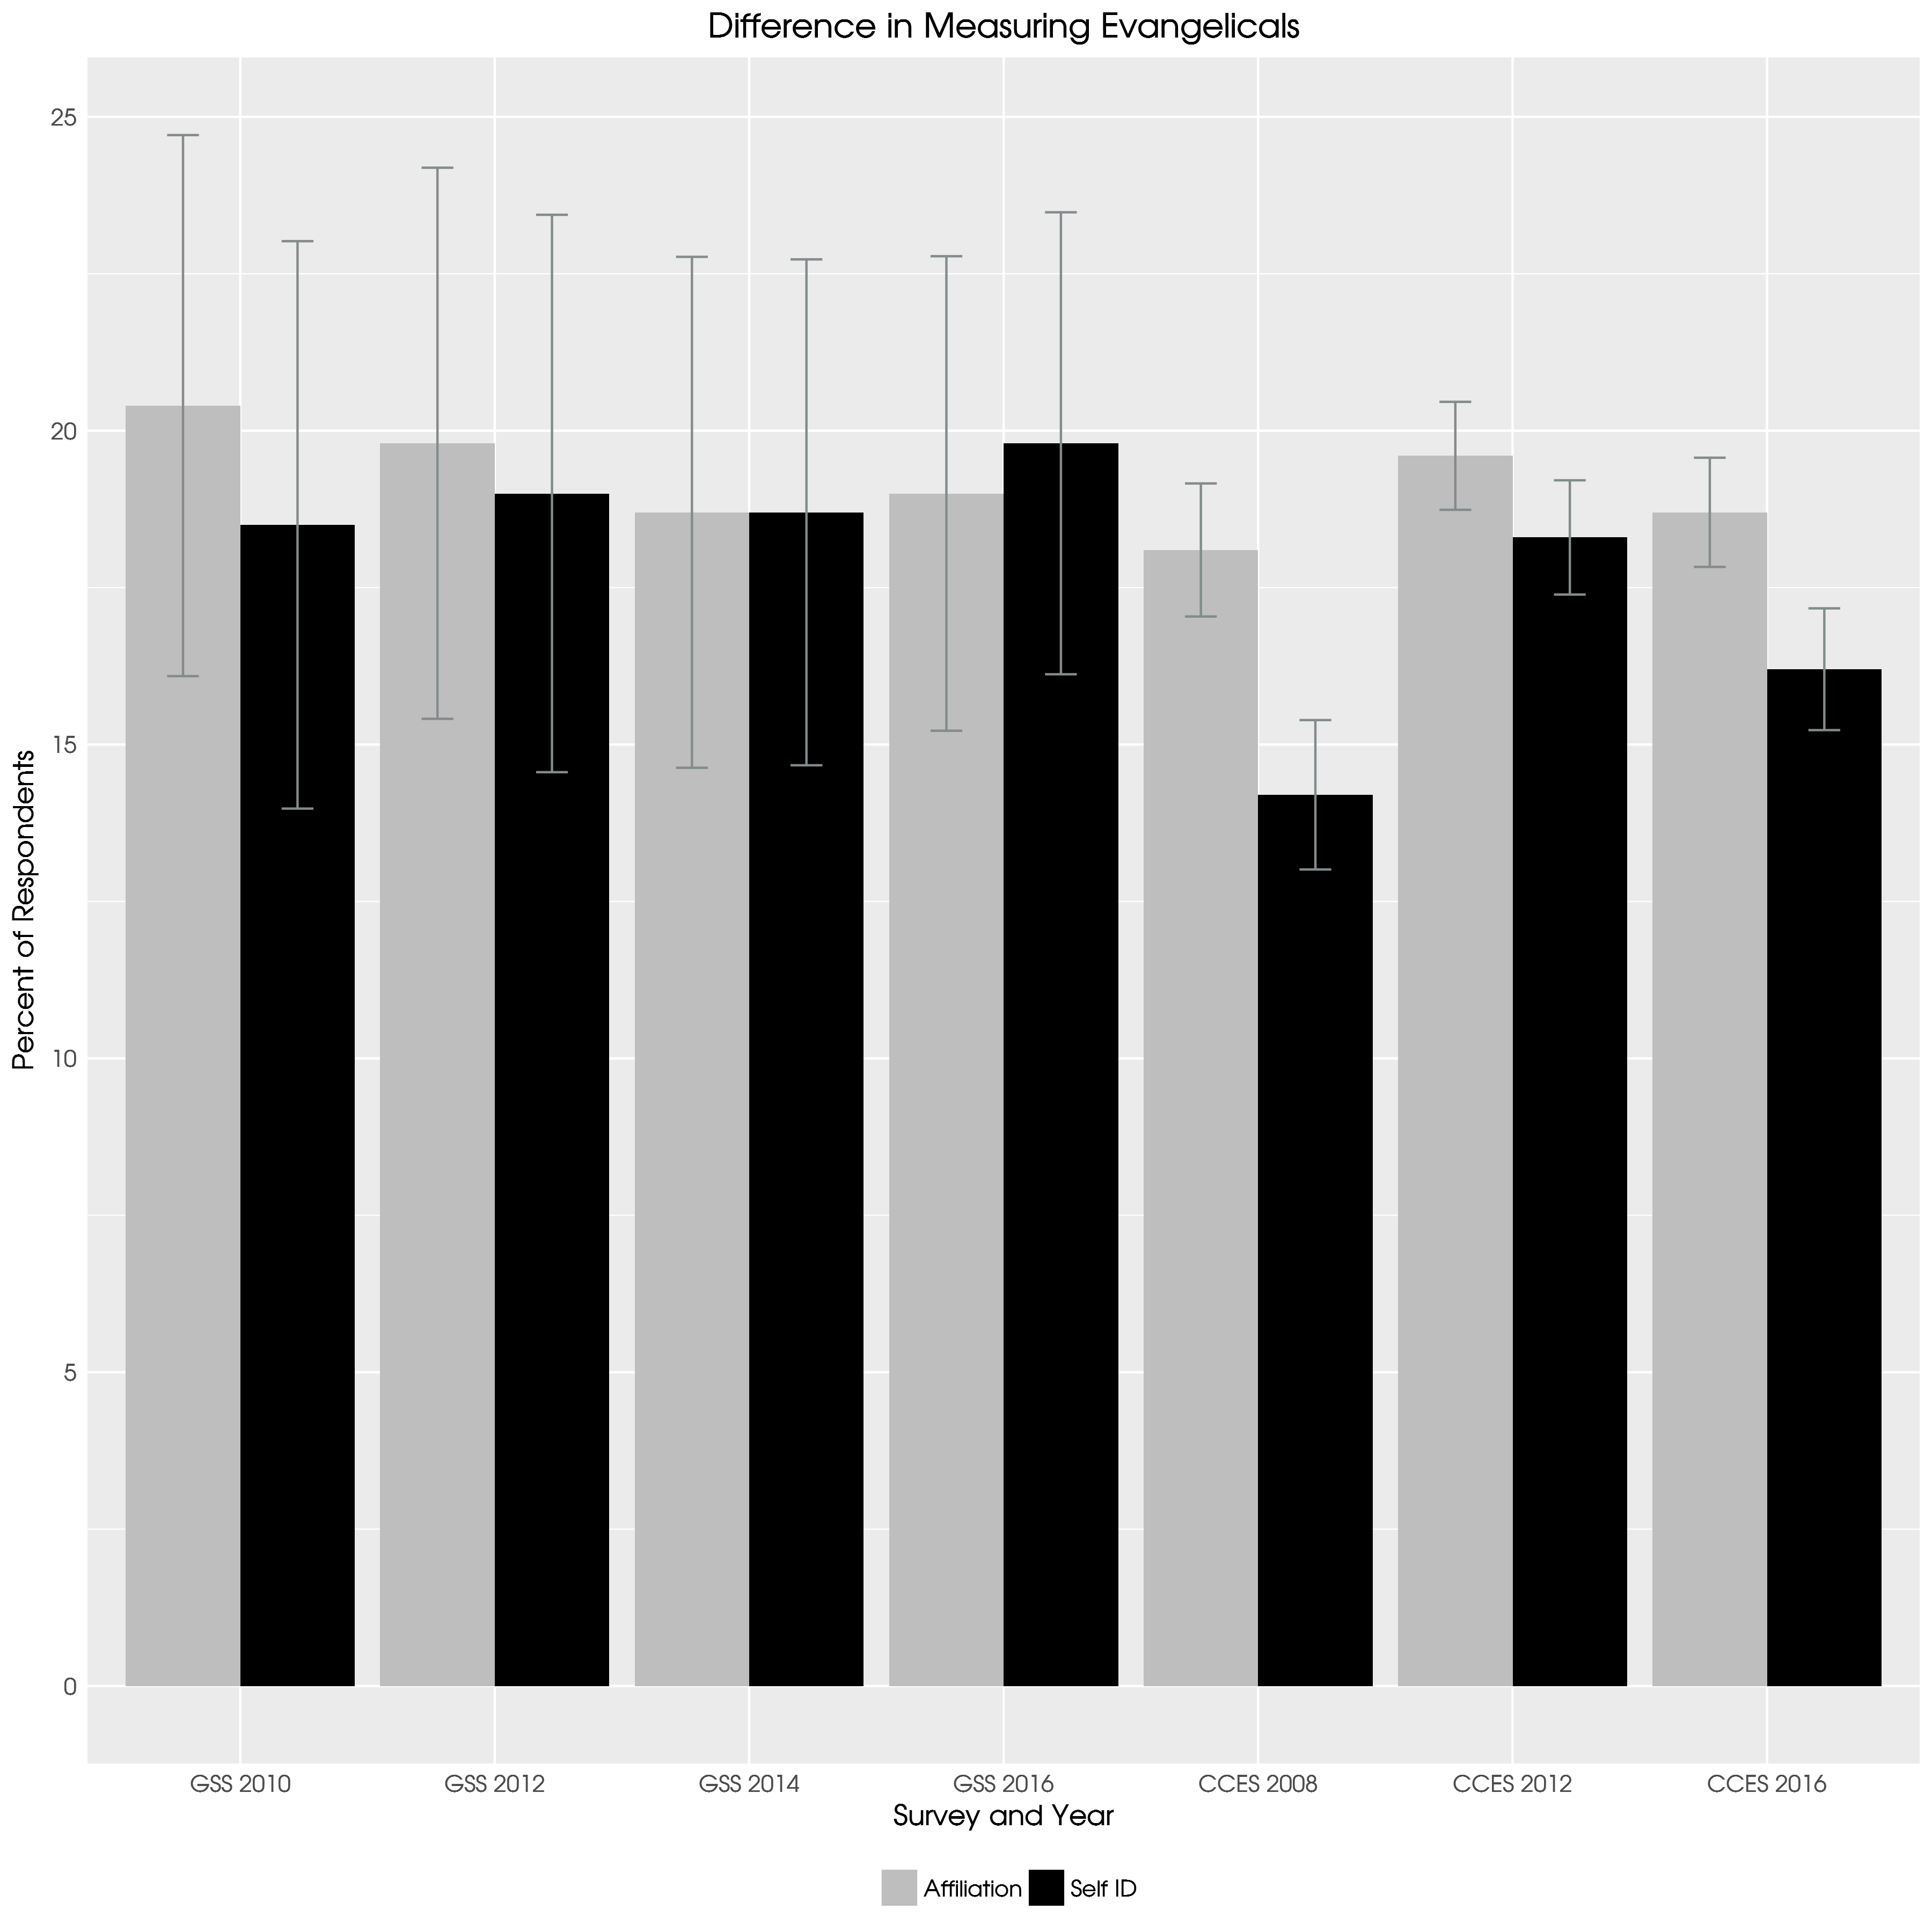 Difference in Measuring Evangelicals
Percent of Respondents
25
20
15
10
5
0
GSS 2010 GSS 2012 GSS 2014 GSS 2016 CCES 2008 CCES 2012 CCES 2016
Survey and Year
Affiliation Self ID